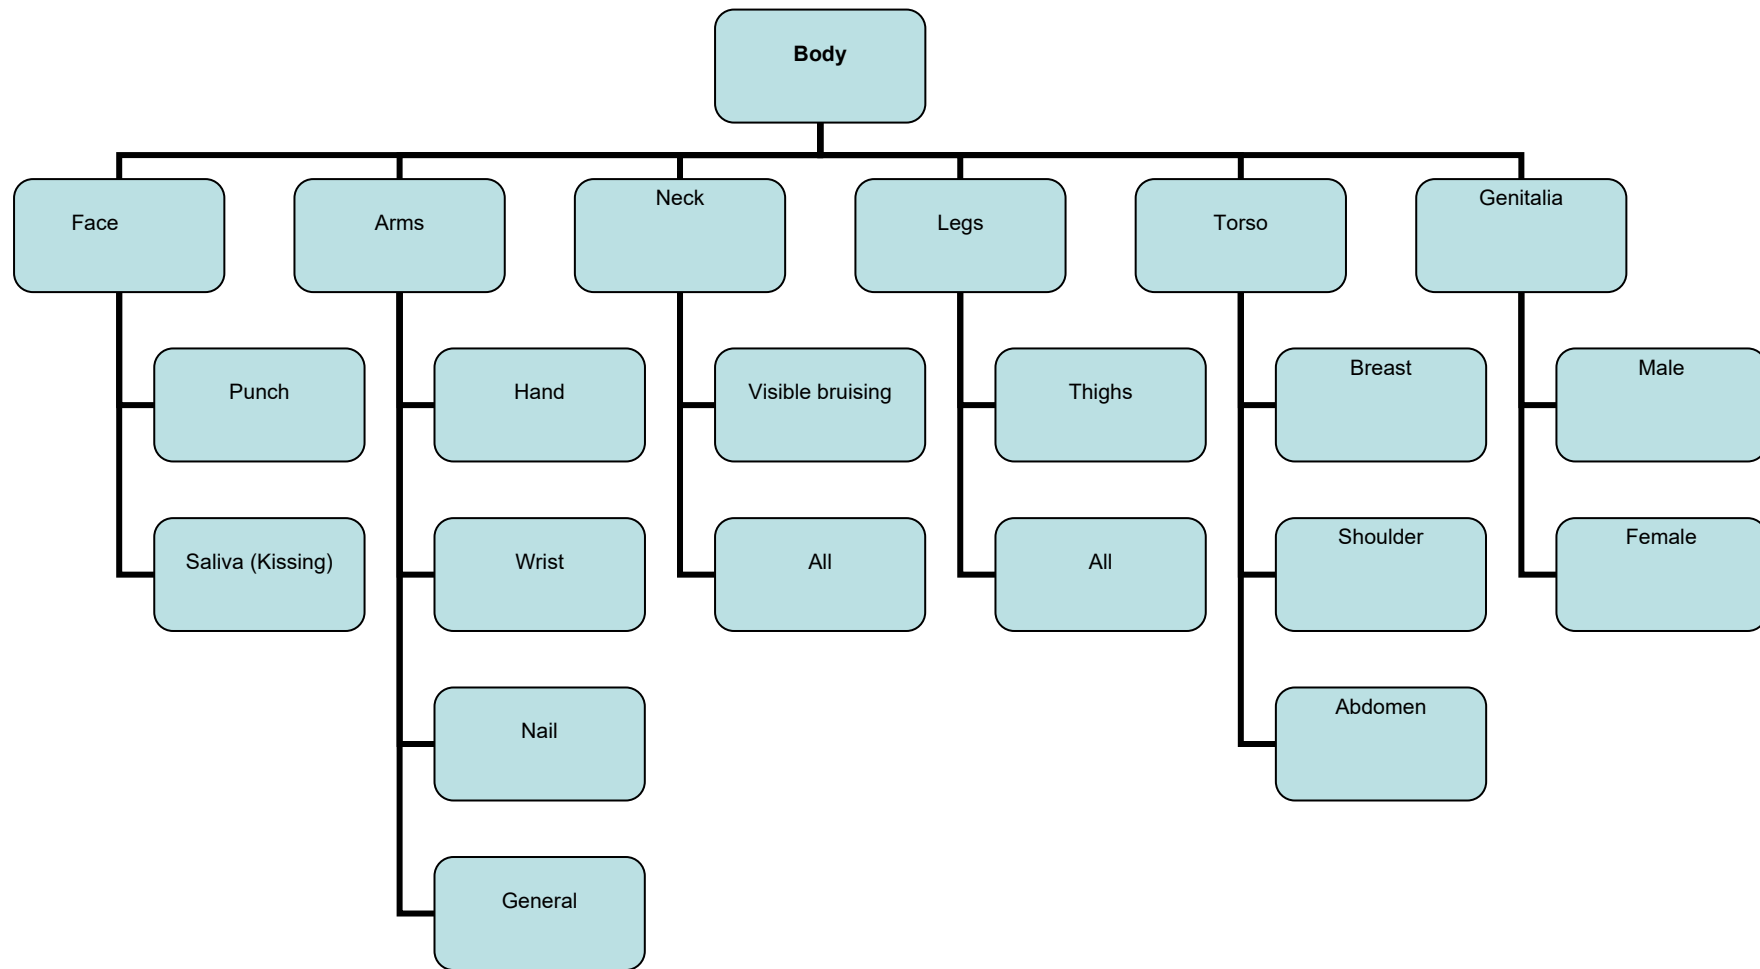 Body
Face
Arms
Neck
Legs
Torso
Genitalia
Punch
Hand
Visible bruising
Thighs
Breast
Male
Saliva (Kissing)
Wrist
All
All
Shoulder
Female
Nail
Abdomen
General